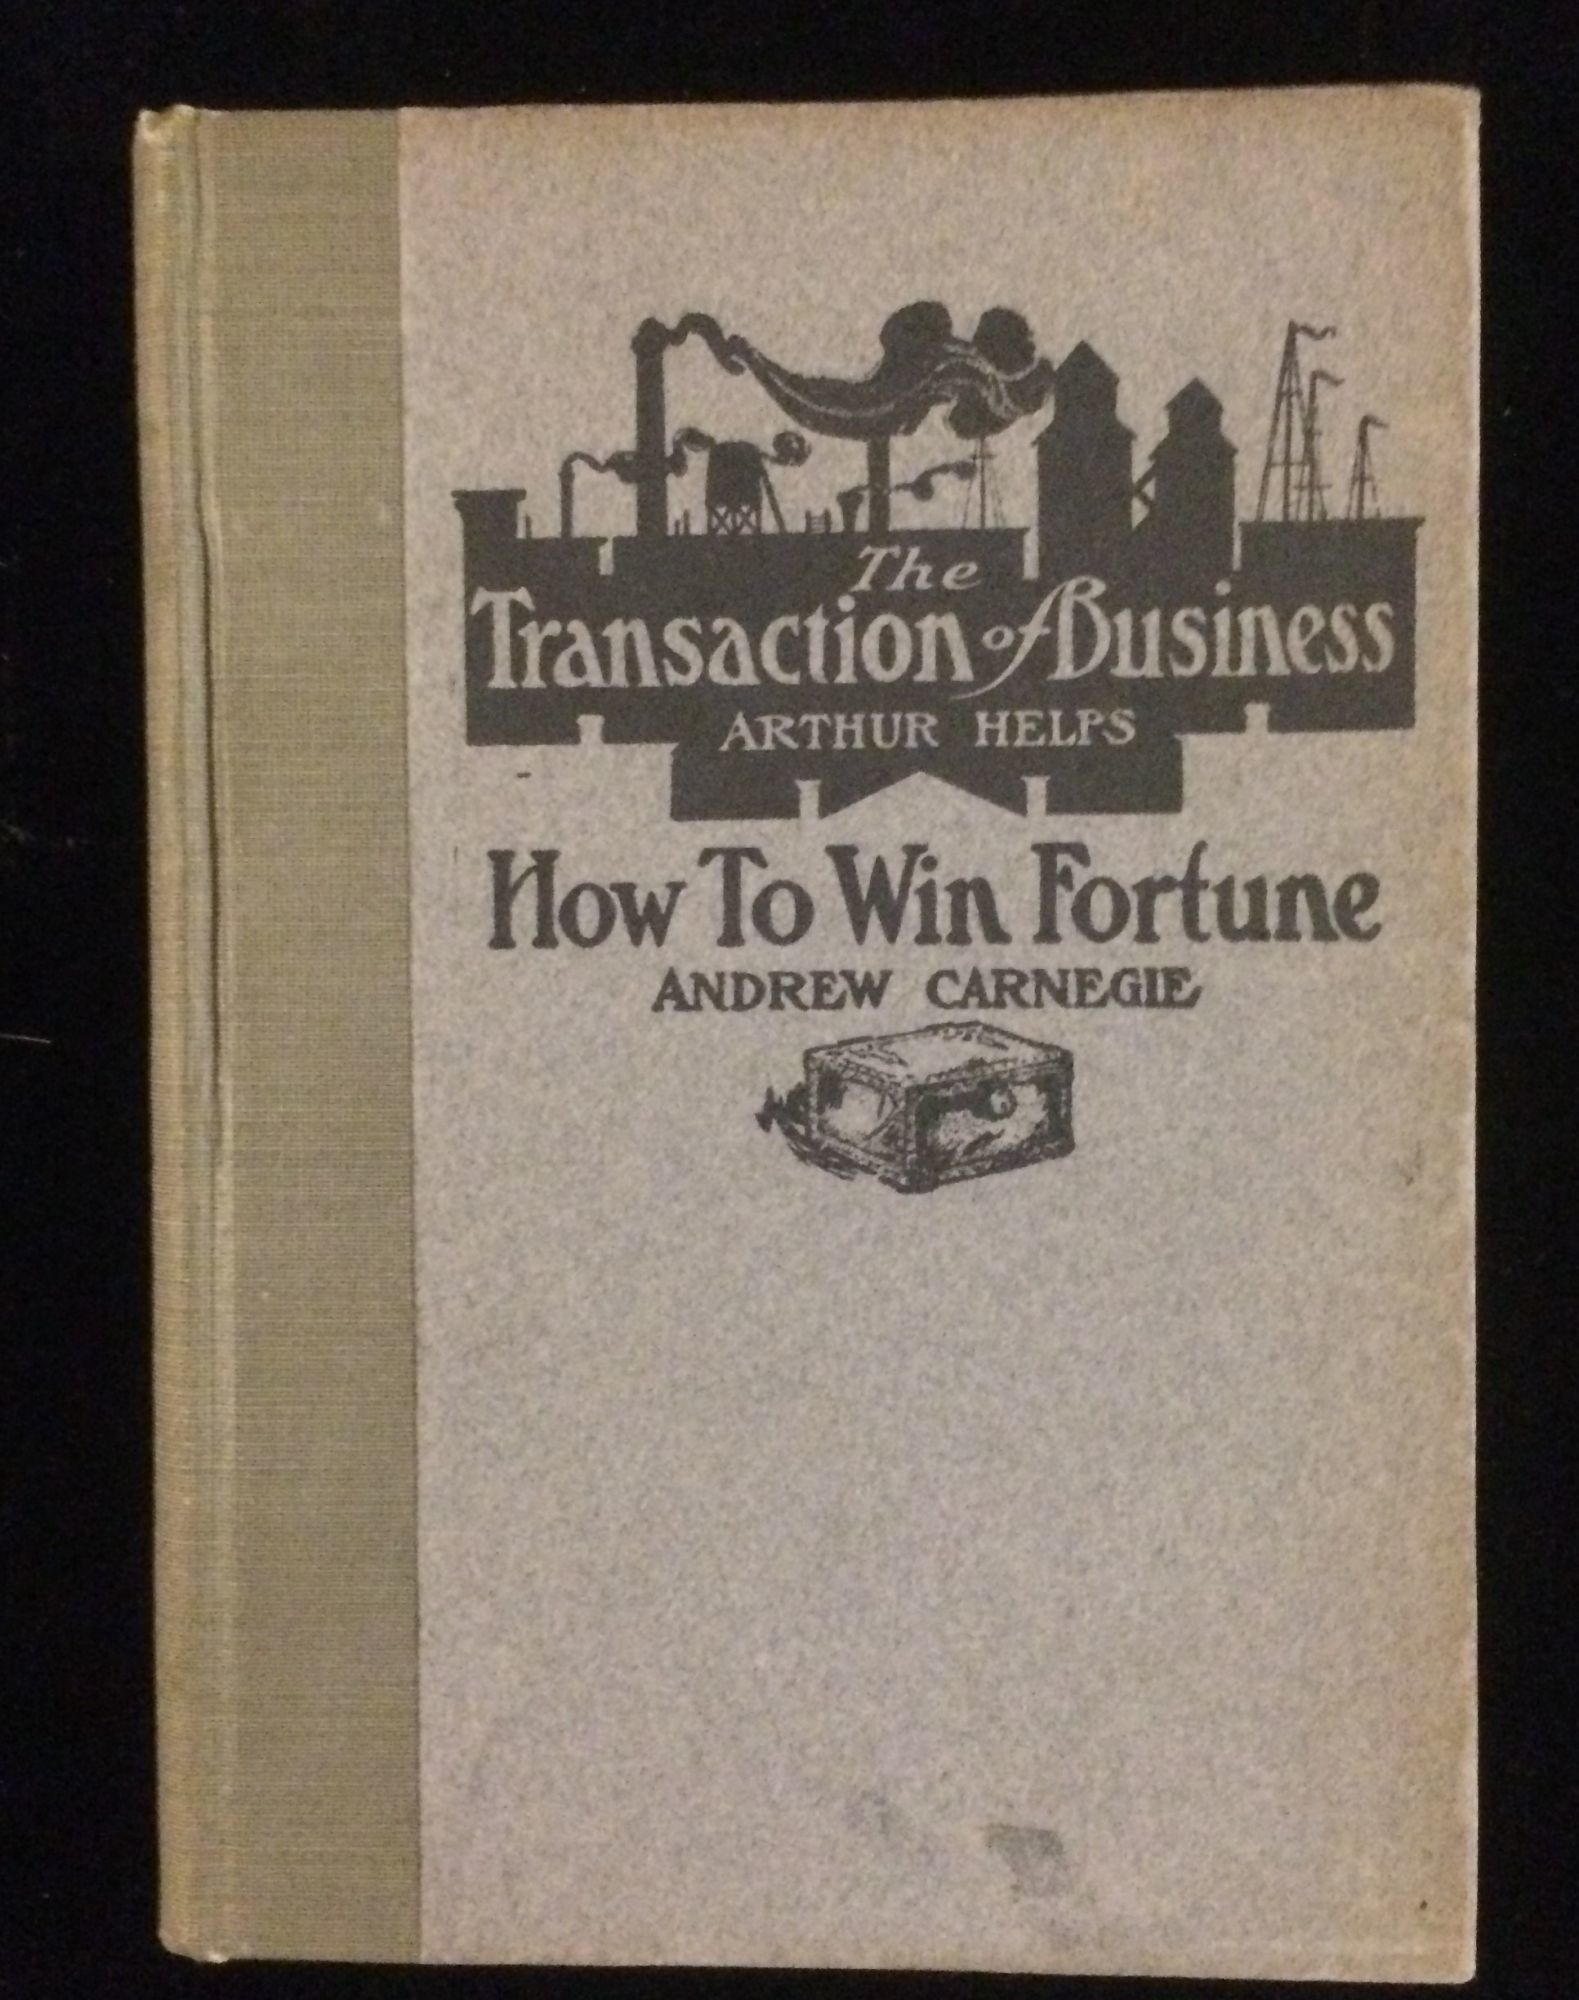 The
Transaction of Business
ARTHUR HELPS
How To Win Fortune
ANDREW CARNEGIE